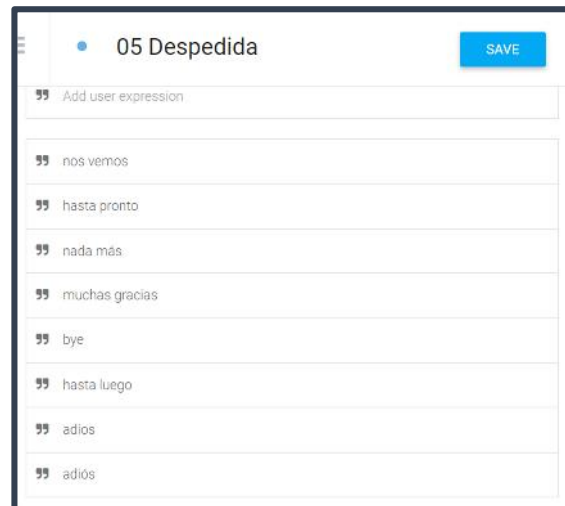 05 Despedida
SAVE
Add user expression
nos vemos
hasta pronto
nada más
muchas gracias
bye
hasta luego
adios
adiós